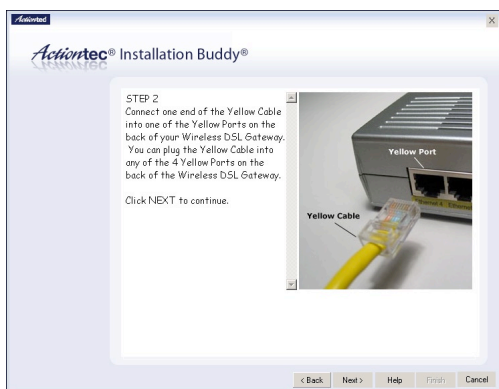 Actiontec
Actiontec® Installation Buddy®
STEP 2
Connect one end of the Yellow Cable
into one of the Yellow Ports on the
back of your Wireless DSL Gateway.
You can plug the Yellow Cable into
any of the 4 Yellow Ports on the
back of the Wireless DSL Gateway.
Click NEXT to continue.
Yellow Port
Ethernet 4
Yellow Cable
< Back
Next >
Help
Finish
Cancel